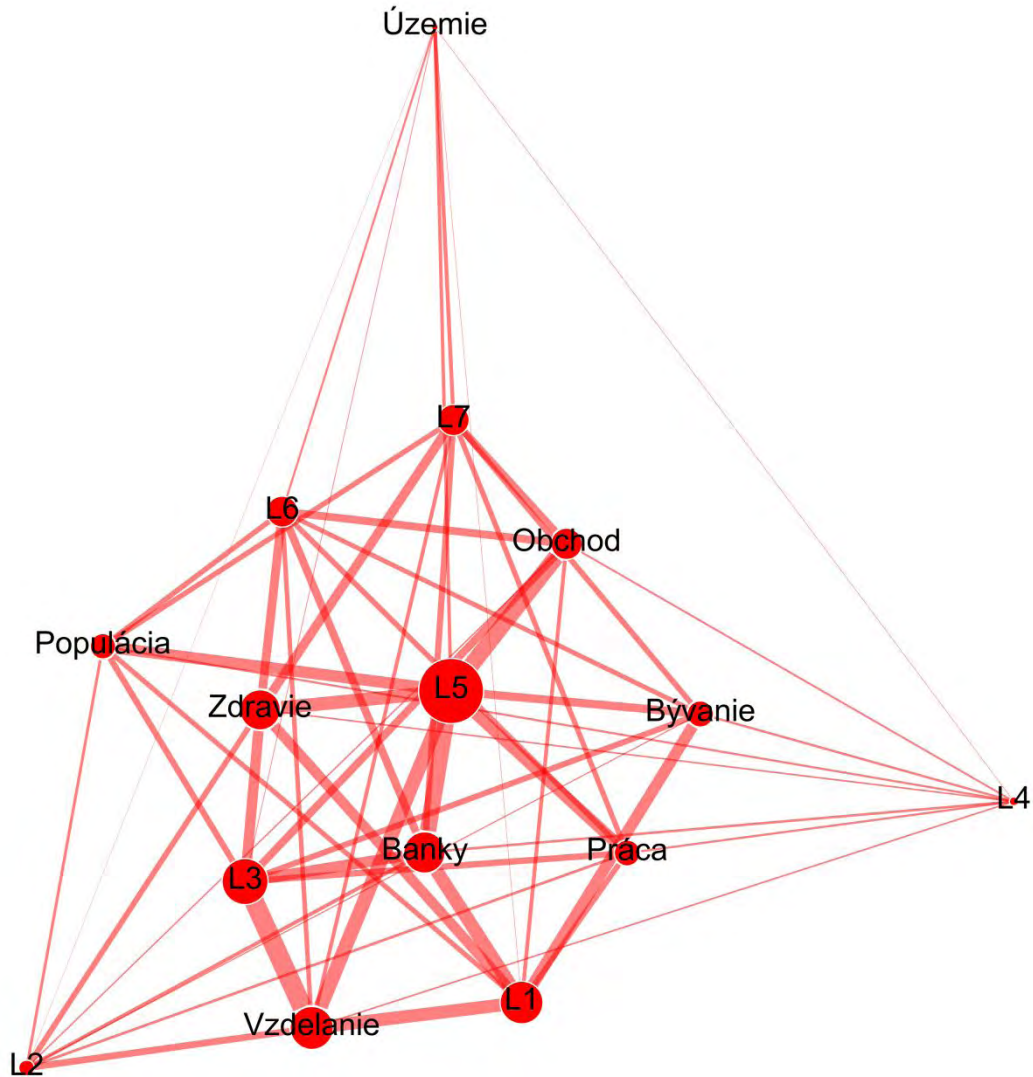 Územie
L7
L6
Obchod
Populácia
L5
Zdravie
Bývanie
L4
Banky
Práca
L3
L1
Vzdelanie
L2